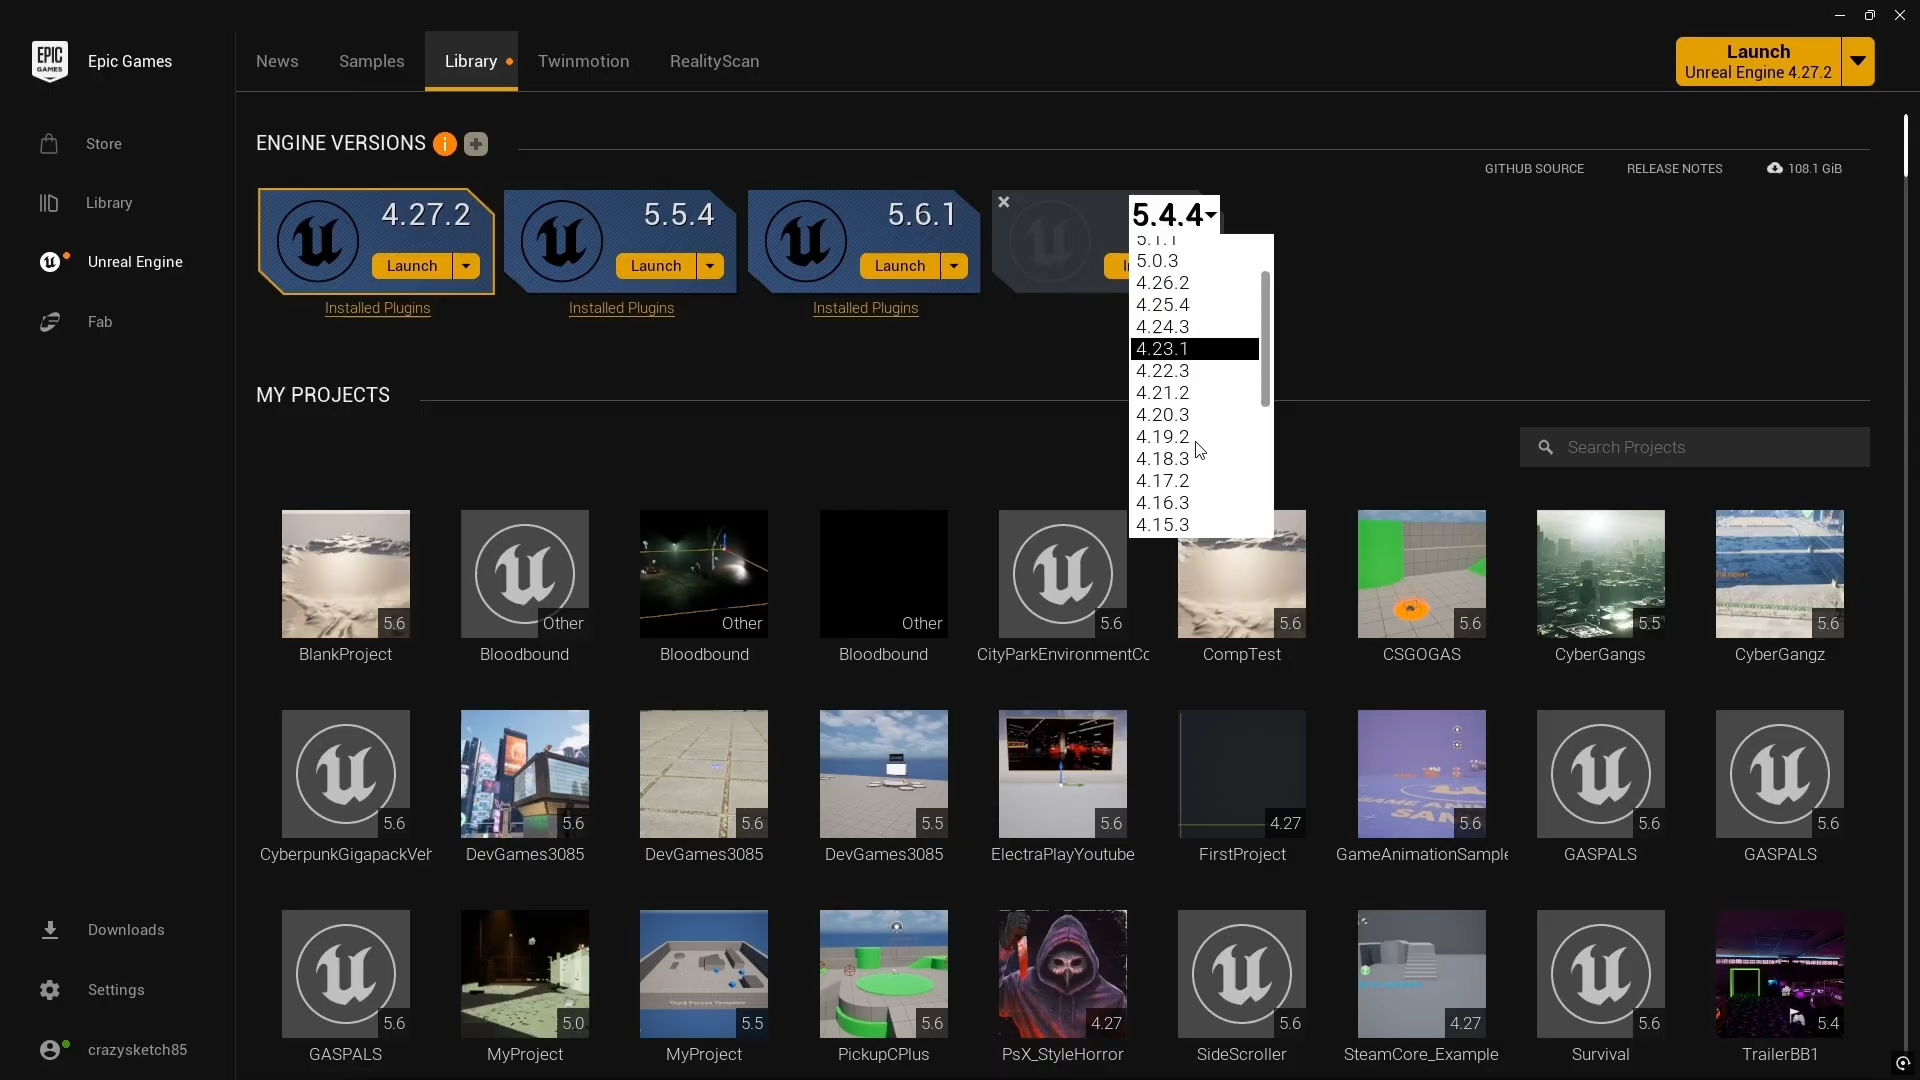 EPIC GAMES
Epic Games
News
Samples
Library
Twinmotion
RealityScan
Launch
Unreal Engine 4.27.2
Store
Library
Unreal Engine
Fab
Downloads
Settings
crazysketch85
ENGINE VERSIONS
GITHUB SOURCE
RELEASE NOTES
108.1 GiB
4.27.2
Launch
Installed Plugins
5.5.4
Launch
Installed Plugins
5.6.1
Launch
Installed Plugins
5.4.4
5.1.1
5.0.3
4.26.2
4.25.4
4.24.3
4.23.1
4.22.3
4.21.2
4.20.3
4.19.2
4.18.3
4.17.2
4.16.3
4.15.3
MY PROJECTS
Search Projects
5.6
Other
Other
Other
5.6
5.6
5.6
5.5
5.6
BlankProject
Bloodbound
Bloodbound
Bloodbound
CityParkEnvironmentCo
CompTest
CSGOGAS
CyberGangs
CyberGangz
5.6
5.6
5.6
5.5
5.6
4.27
5.6
5.6
5.6
CyberpunkGigapackVeh
DevGames3085
DevGames3085
DevGames3085
ElectraPlayYoutube
FirstProject
GameAnimationSample
GASPALS
GASPALS
5.6
5.0
5.5
5.6
4.27
5.6
4.27
5.6
5.4
GASPALS
MyProject
MyProject
PickupCPlus
PsX_StyleHorror
SideScroller
SteamCore_Example
Survival
TrailerBB1